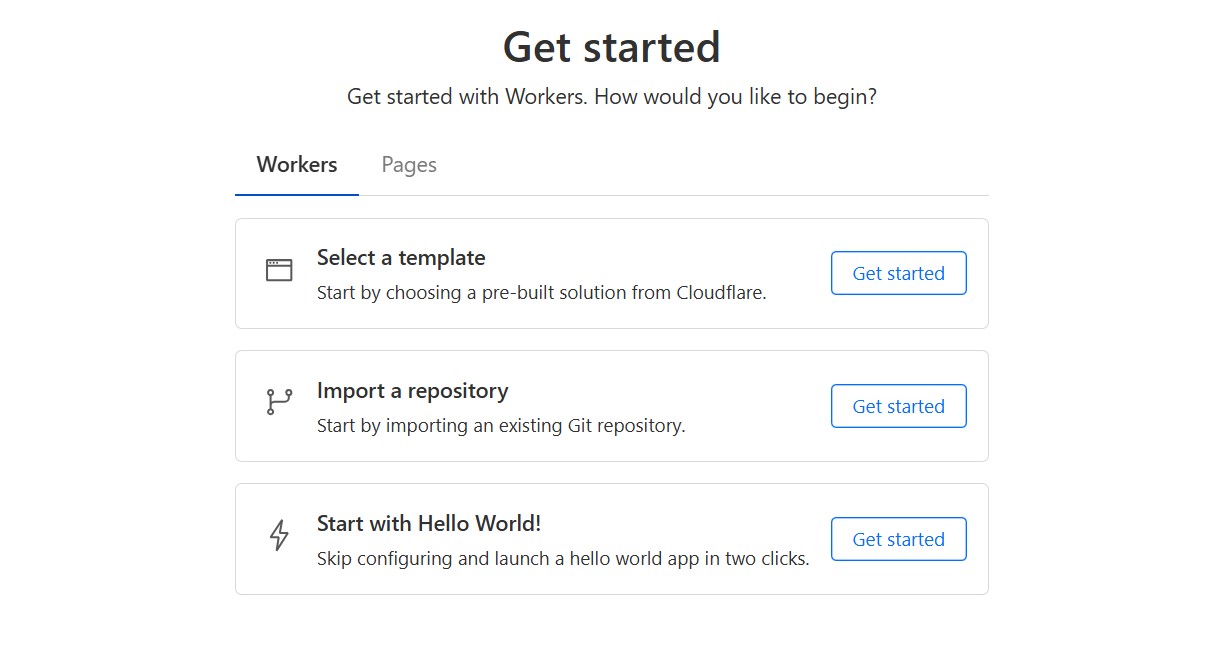 Get started
Get started with Workers. How would you like to begin?
Workers
Pages
Select a template
Start by choosing a pre-built solution from Cloudflare.
Get started
Import a repository
Start by importing an existing Git repository.
Get started
Start with Hello World!
Skip configuring and launch a hello world app in two clicks.
Get started